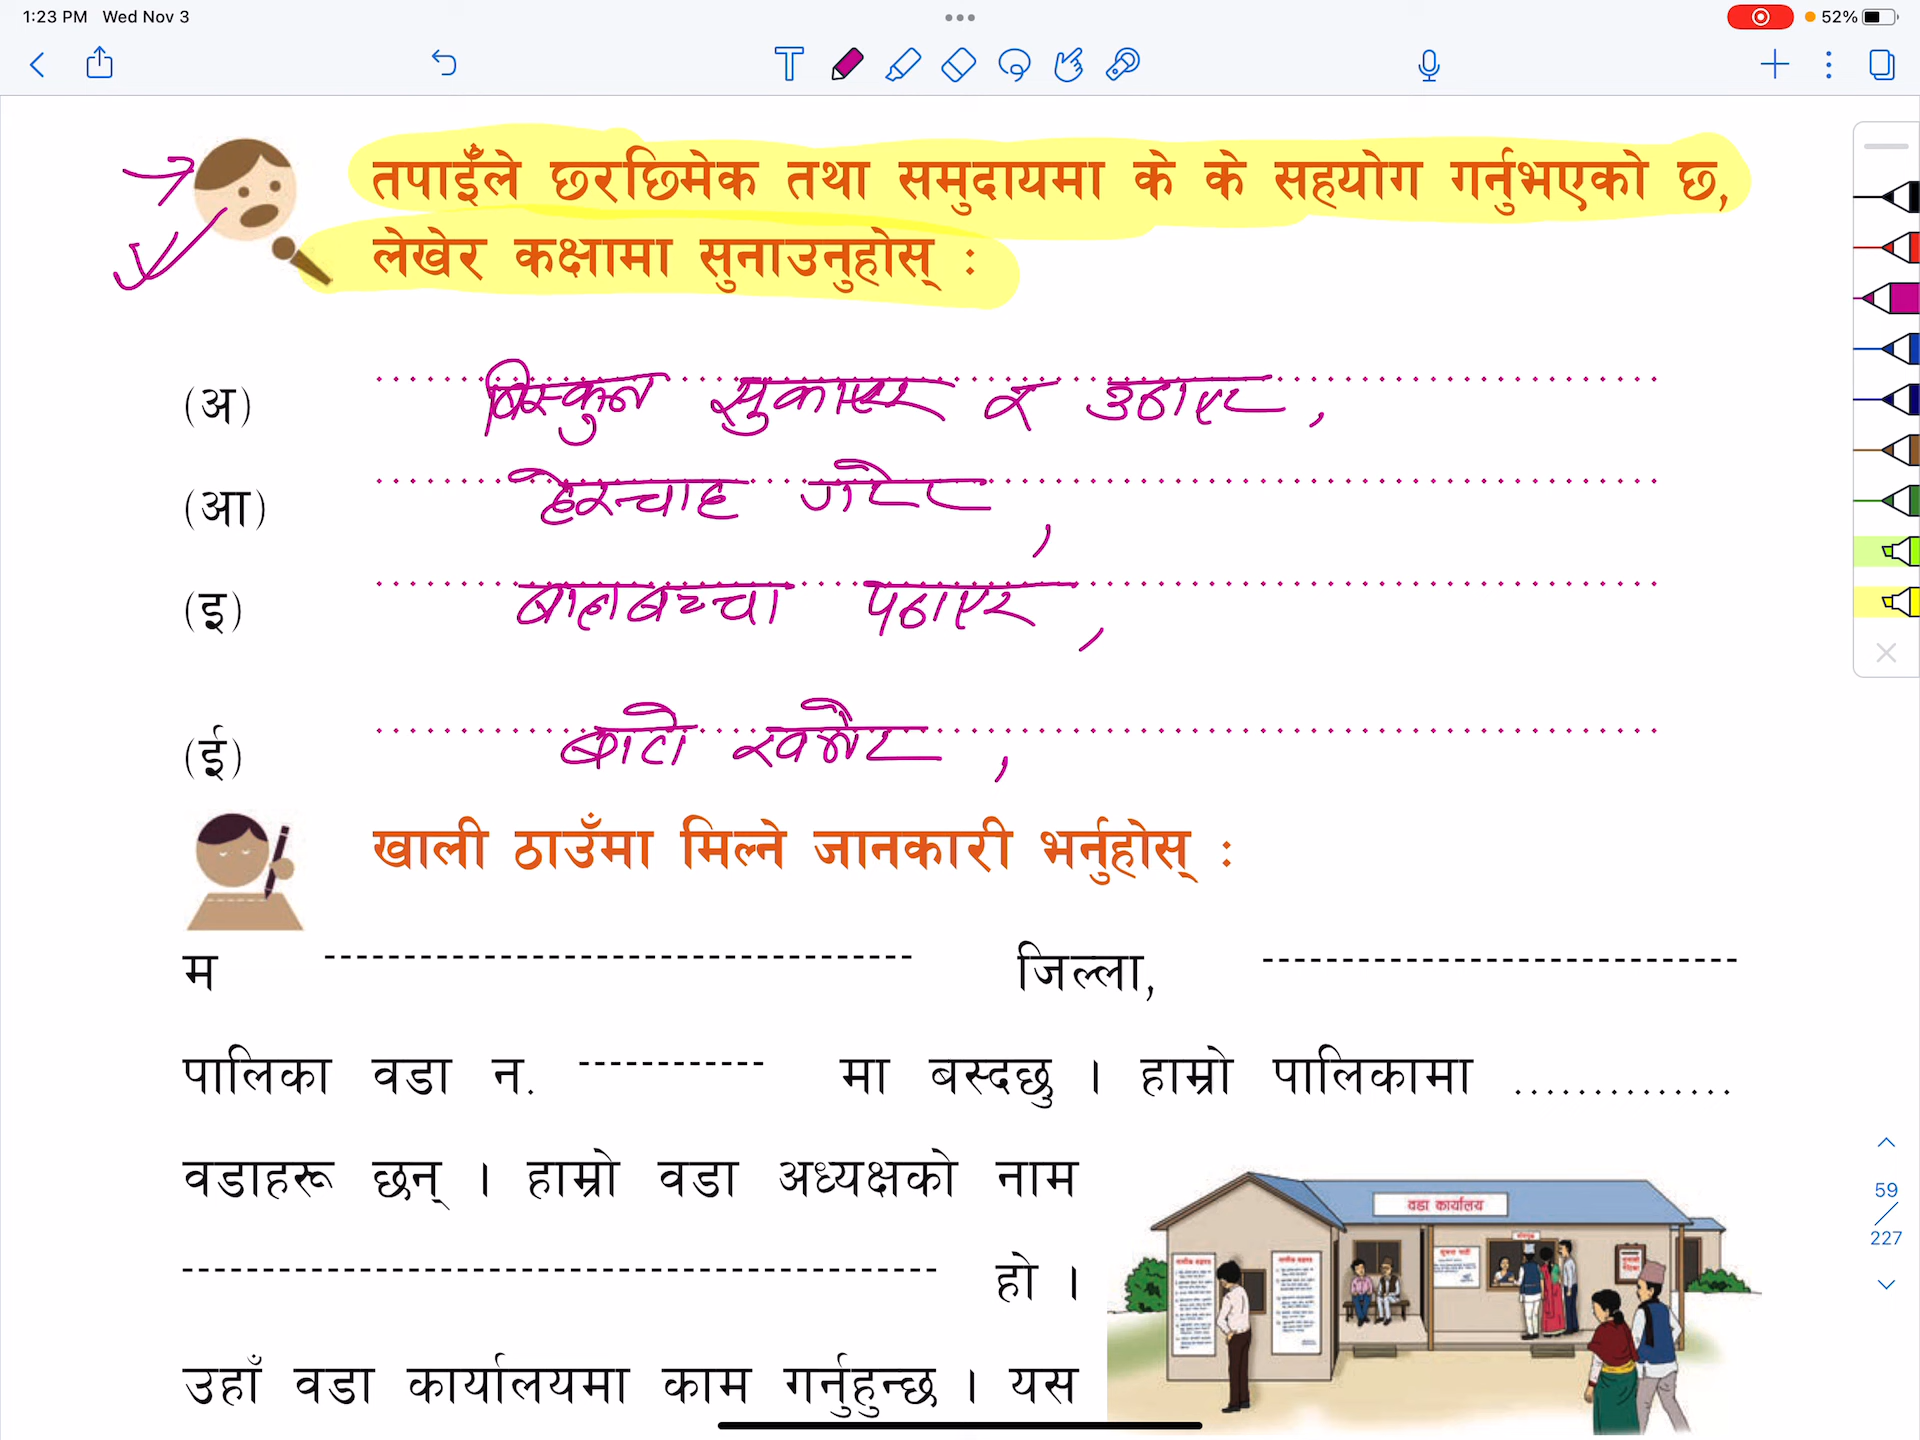 1:23 PM Wed Nov 3
52%
तपाइँले छरछिमेक तथा समुदायमा के के सहयोग गर्नुभएको छ,
लेखेर कक्षामा सुनाउनुहोस् :
(अ) बिस्कुन सुकाएर र उठाएर,
(आ) हेरचाह गरेर,
(इ) बालबच्चा पठाएर,
(ई) बाटो खनेर,
खाली ठाउँमा मिल्ने जानकारी भर्नुहोस् :
म ------------------------------ जिल्ला, ------------------------
पालिका वडा न. ---------- मा बस्दछु । हाम्रो पालिकामा ..............
वडाहरू छन् । हाम्रो वडा अध्यक्षको नाम
वडा कार्यालय
-------------------------------------- हो ।
उहाँ वडा कार्यालयमा काम गर्नुहुन्छ । यस
59
227